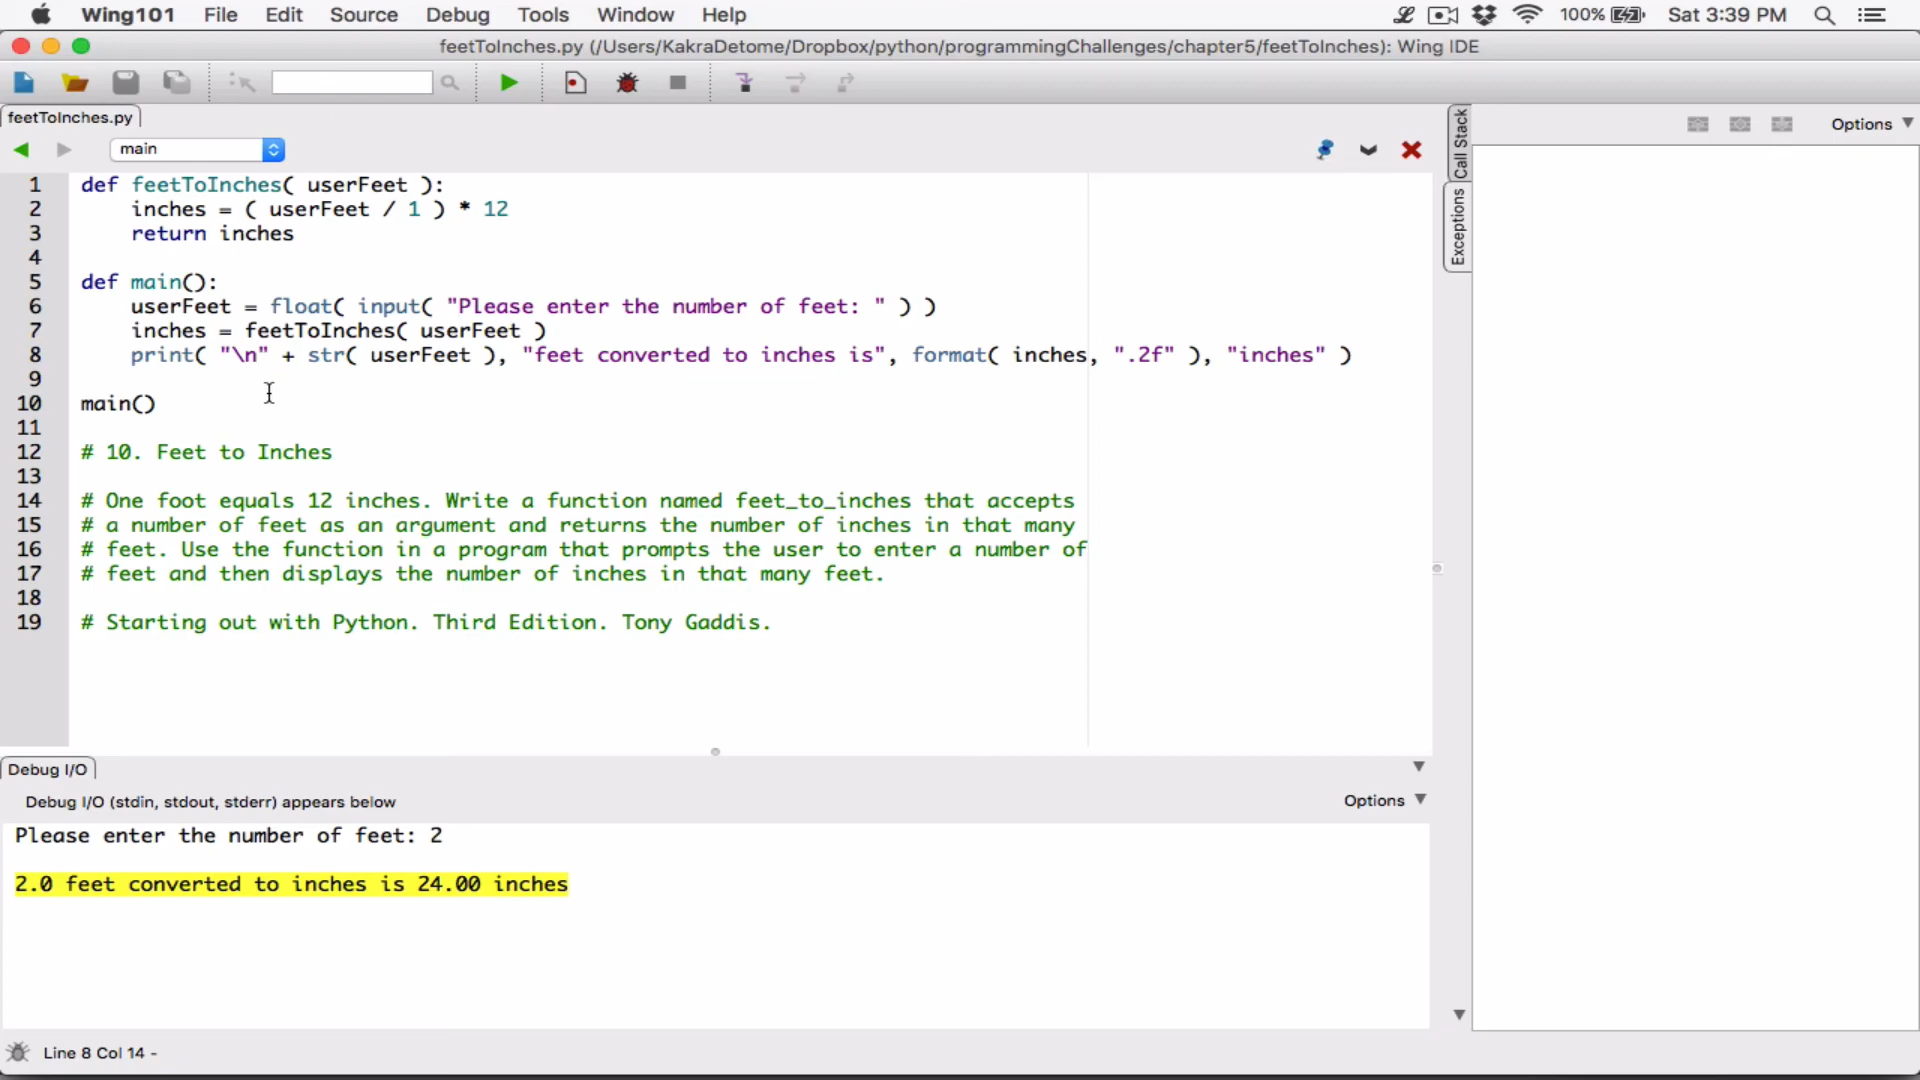 Wing101 File Edit Source Debug Tools Window Help 100% Sat 3:39 PM
feetToInches.py (/Users/KakraDetome/Dropbox/python/programmingChallenges/chapter5/feetToInches): Wing IDE
feetToInches.py
main
Options
Call Stack
Exceptions
1 def feetToInches( userFeet ):
2     inches = ( userFeet / 1 ) * 12
3     return inches
4
5 def main():
6     userFeet = float( input( "Please enter the number of feet: " ) )
7     inches = feetToInches( userFeet )
8     print( "\n" + str( userFeet ), "feet converted to inches is", format( inches, ".2f" ), "inches" )
9
10 main()
11
12 # 10. Feet to Inches
13
14 # One foot equals 12 inches. Write a function named feet_to_inches that accepts
15 # a number of feet as an argument and returns the number of inches in that many
16 # feet. Use the function in a program that prompts the user to enter a number of
17 # feet and then displays the number of inches in that many feet.
18
19 # Starting out with Python. Third Edition. Tony Gaddis.
Debug I/O
Debug I/O (stdin, stdout, stderr) appears below Options
Please enter the number of feet: 2
2.0 feet converted to inches is 24.00 inches
Line 8 Col 14 -